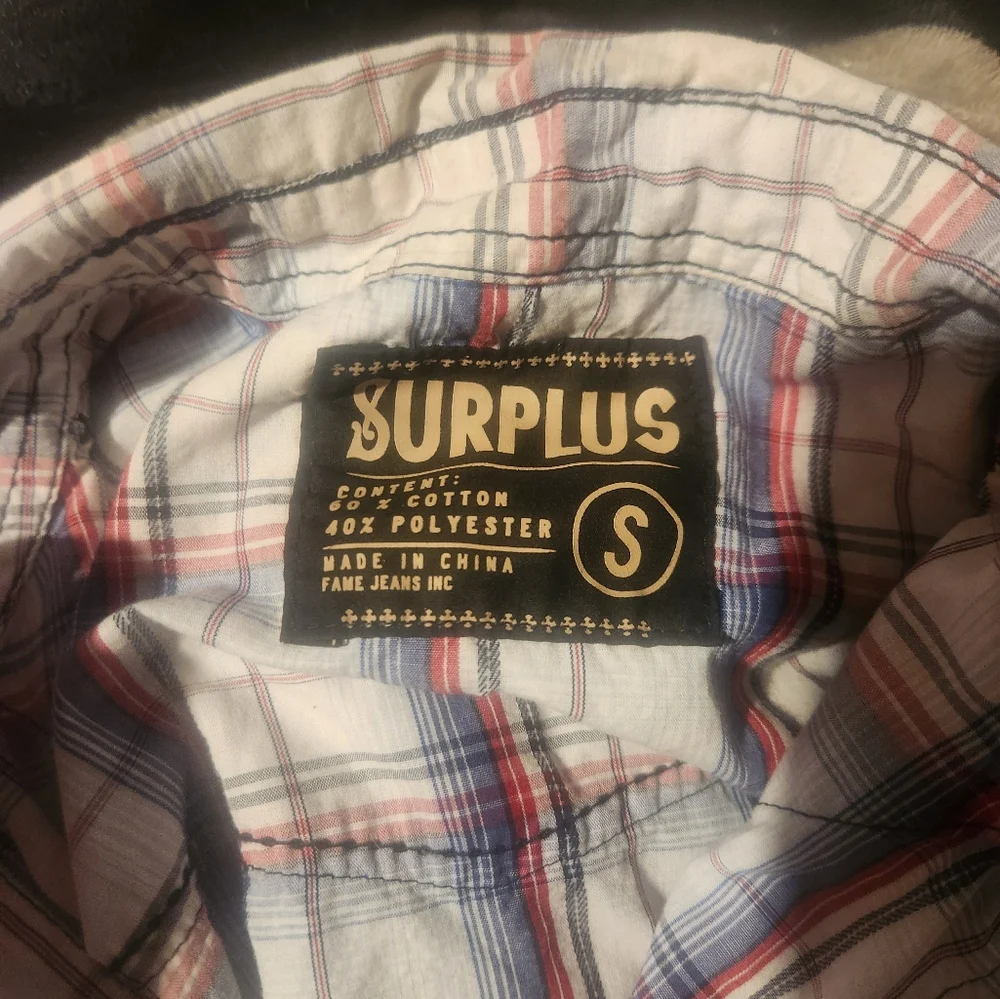 SURPLUS
CONTENT:
60 % COTTON
40% POLYESTER
MADE IN CHINA
FAME JEANS INC
S